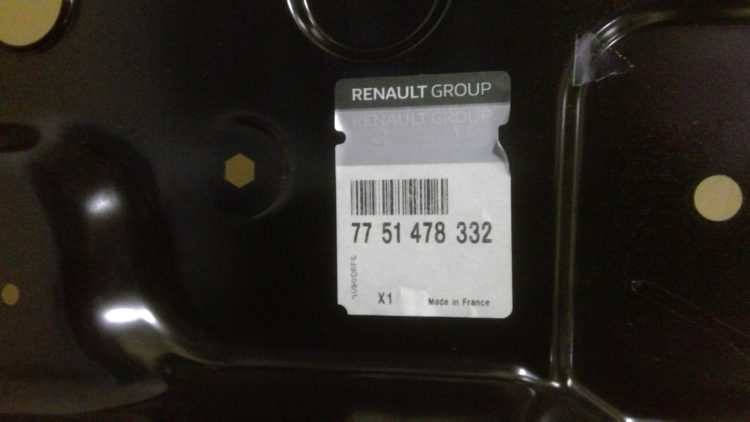 RENAULT GROUP
RENAULT GROUP
77 51 478 332
X1
Made in France